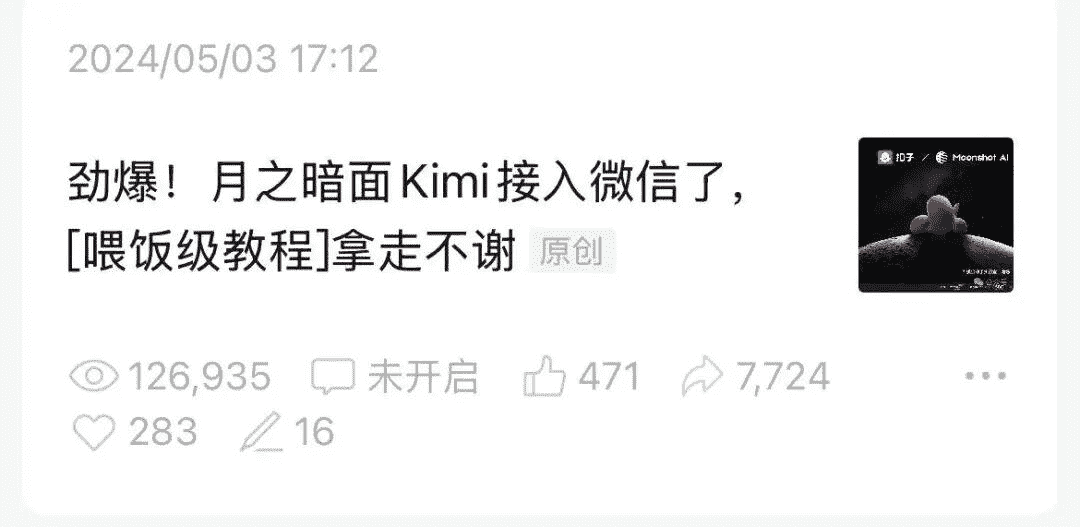 2024/05/03 17:12
劲爆！月之暗面Kimi接入微信了，
[喂饭级教程]拿走不谢 原创
扣子 / Moonshot AI
126,935 未开启 471 7,724
283 16